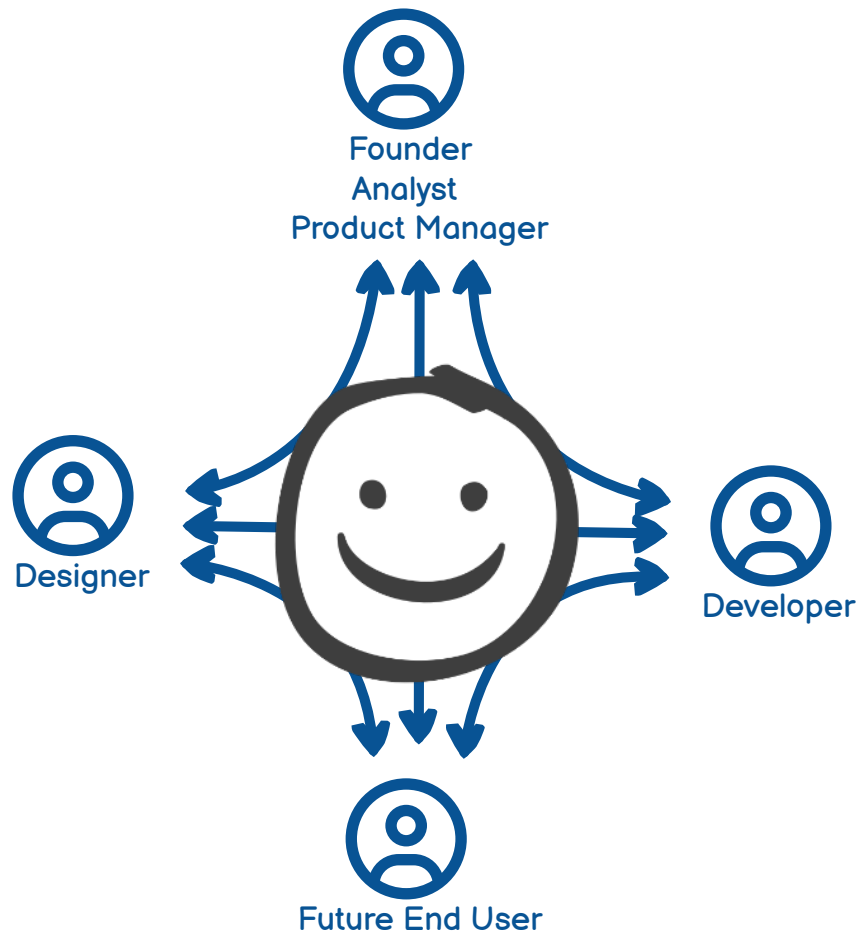 Founder
Analyst
Product Manager
Designer
Developer
Future End User